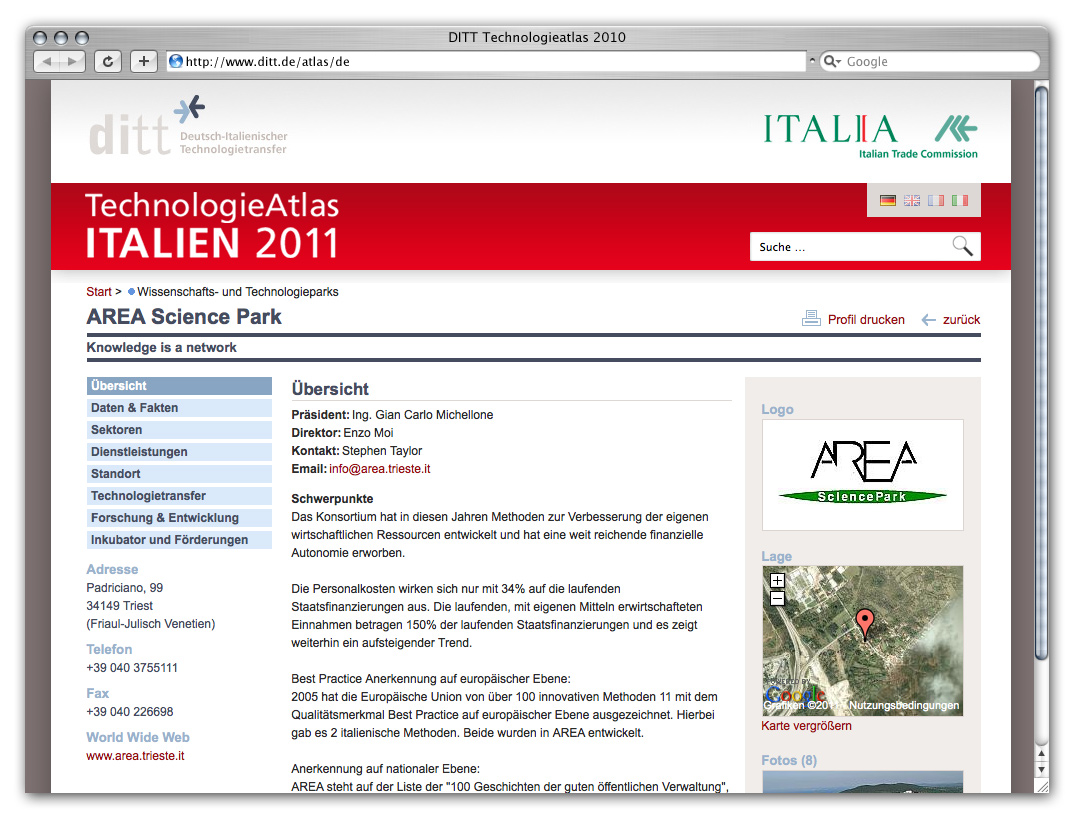 DITT Technologieatlas 2010
http://www.ditt.de/atlas/de
Google
ditt
Deutsch-Italienischer
Technologietransfer
ITALIA
Italian Trade Commission
TechnologieAtlas
ITALIEN 2011
Suche ...
Start > Wissenschafts- und Technologieparks
AREA Science Park
Profil drucken
zurück
Knowledge is a network
Übersicht
Daten & Fakten
Sektoren
Dienstleistungen
Standort
Technologietransfer
Forschung & Entwicklung
Inkubator und Förderungen
Adresse
Padriciano, 99
34149 Triest
(Friaul-Julisch Venetien)
Telefon
+39 040 3755111
Fax
+39 040 226698
World Wide Web
www.area.trieste.it
Übersicht
Präsident: Ing. Gian Carlo Michellone
Direktor: Enzo Moi
Kontakt: Stephen Taylor
Email: info@area.trieste.it
Schwerpunkte
Das Konsortium hat in diesen Jahren Methoden zur Verbesserung der eigenen
wirtschaftlichen Ressourcen entwickelt und hat eine weit reichende finanzielle
Autonomie erworben.
Die Personalkosten wirken sich nur mit 34% auf die laufenden
Staatsfinanzierungen aus. Die laufenden, mit eigenen Mitteln erwirtschafteten
Einnahmen betragen 150% der laufenden Staatsfinanzierungen und es zeigt
weiterhin ein aufsteigender Trend.
Best Practice Anerkennung auf europäischer Ebene:
2005 hat die Europäische Union von über 100 innovativen Methoden 11 mit dem
Qualitätsmerkmal Best Practice auf europäischer Ebene ausgezeichnet. Hierbei
gab es 2 italienische Methoden. Beide wurden in AREA entwickelt.
Anerkennung auf nationaler Ebene:
AREA steht auf der Liste der "100 Geschichten der guten öffentlichen Verwaltung",
Logo
AREA
SciencePark
Lage
POWERED BY
Google
Grafiken ©2011 Nutzungsbedingungen
Karte vergrößern
Fotos (8)